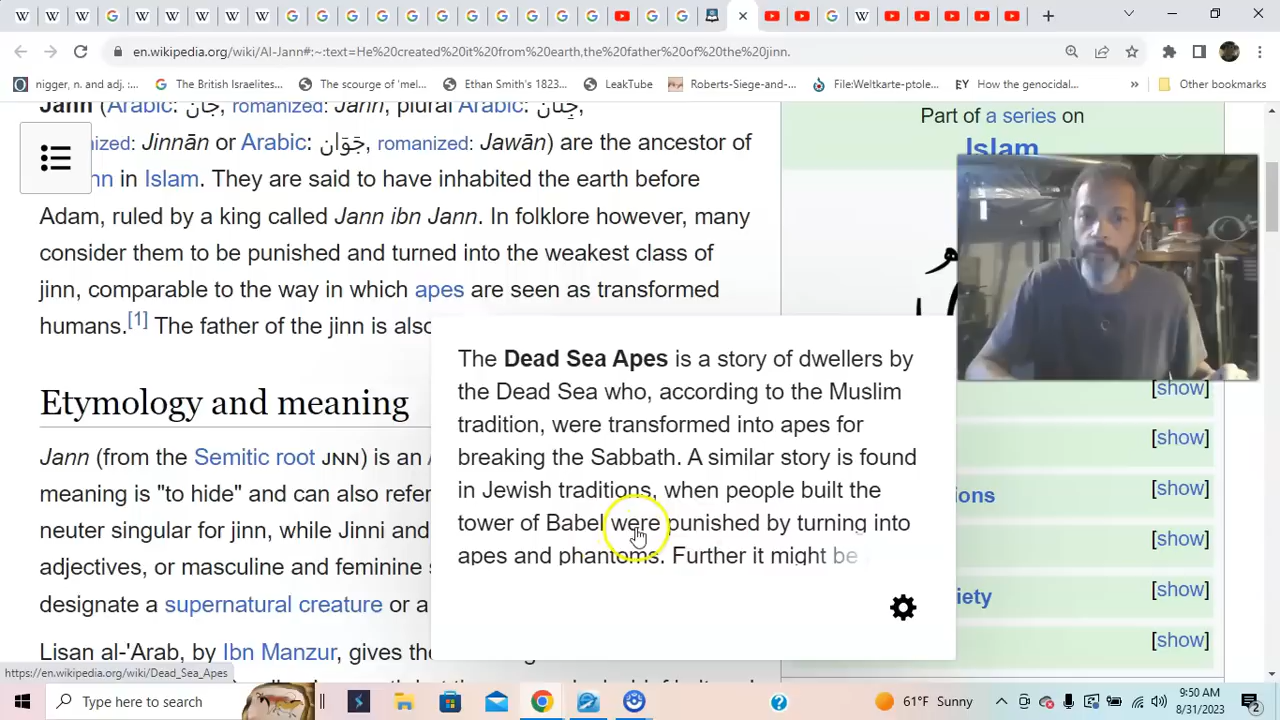 en.wikipedia.org/wiki/Al-Jann#:~:text=He%20created%20it%20from%20earth,the%20father%20of%20the%20jinn.
nigger, n. and adj. :...
The British Israelites...
The scourge of 'mel...
Ethan Smith's 1823...
LeakTube
Roberts-Siege-and-...
File:Weltkarte-ptole...
EY How the genocidal...
»
Other bookmarks
Jann (Arabic: جان, romanized: Jann, plural Arabic: جِنَّان,
ized: Jinnān or Arabic: جَوَان, romanized: Jawān) are the ancestor of
nn in Islam. They are said to have inhabited the earth before
Adam, ruled by a king called Jann ibn Jann. In folklore however, many
consider them to be punished and turned into the weakest class of
jinn, comparable to the way in which apes are seen as transformed
humans.[1] The father of the jinn is also
Etymology and meaning
Jann (from the Semitic root JNN) is an
meaning is "to hide" and can also refer
neuter singular for jinn, while Jinni and
adjectives, or masculine and feminine s
designate a supernatural creature or a
Lisan al-'Arab, by Ibn Manzur, gives the
The Dead Sea Apes is a story of dwellers by
the Dead Sea who, according to the Muslim
tradition, were transformed into apes for
breaking the Sabbath. A similar story is found
in Jewish traditions, when people built the
tower of Babel were punished by turning into
apes and phantoms. Further it might be
Part of a series on
Islam
[show]
[show]
ions [show]
[show]
iety [show]
[show]
https://en.wikipedia.org/wiki/Dead_Sea_Apes
Type here to search
61°F Sunny
9:50 AM
8/31/2023
2